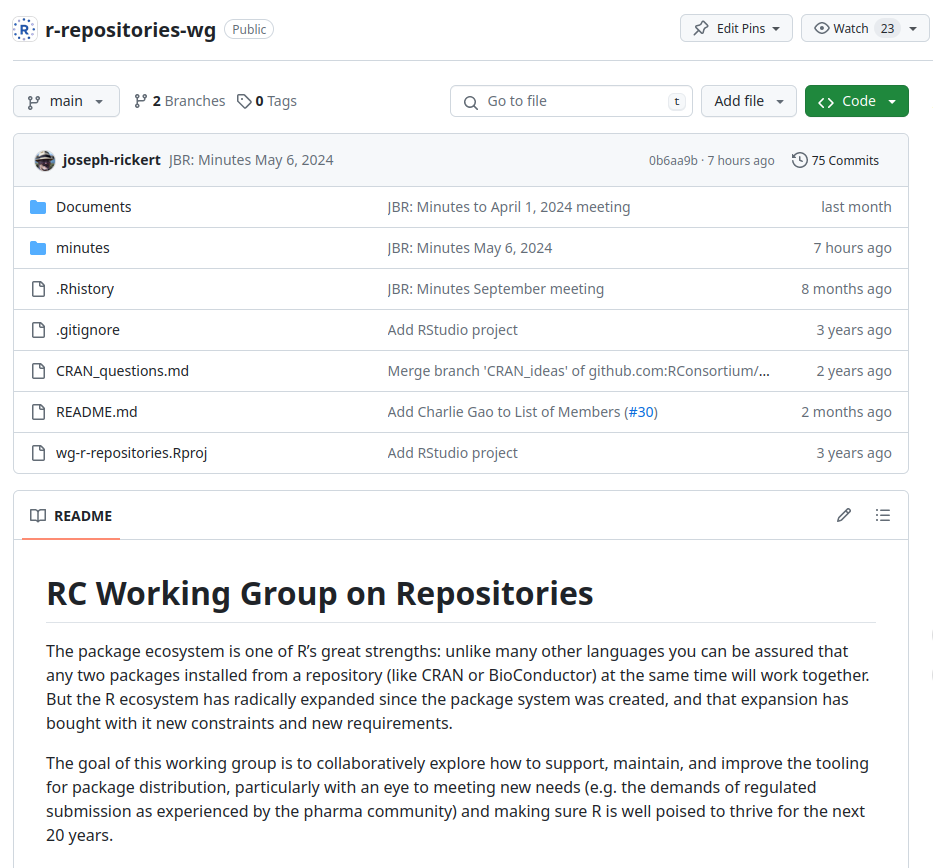 R r-repositories-wg Public Edit Pins Watch 23
main 2 Branches 0 Tags Go to file t Add file Code
joseph-rickert JBR: Minutes May 6, 2024 0b6aa9b · 7 hours ago 75 Commits
Documents JBR: Minutes to April 1, 2024 meeting last month
minutes JBR: Minutes May 6, 2024 7 hours ago
.Rhistory JBR: Minutes September meeting 8 months ago
.gitignore Add RStudio project 3 years ago
CRAN_questions.md Merge branch 'CRAN_ideas' of github.com:RConsortium/... 2 years ago
README.md Add Charlie Gao to List of Members (#30) 2 months ago
wg-r-repositories.Rproj Add RStudio project 3 years ago
README
RC Working Group on Repositories
The package ecosystem is one of R’s great strengths: unlike many other languages you can be assured that
any two packages installed from a repository (like CRAN or BioConductor) at the same time will work together.
But the R ecosystem has radically expanded since the package system was created, and that expansion has
bought with it new constraints and new requirements.
The goal of this working group is to collaboratively explore how to support, maintain, and improve the tooling
for package distribution, particularly with an eye to meeting new needs (e.g. the demands of regulated
submission as experienced by the pharma community) and making sure R is well poised to thrive for the next
20 years.